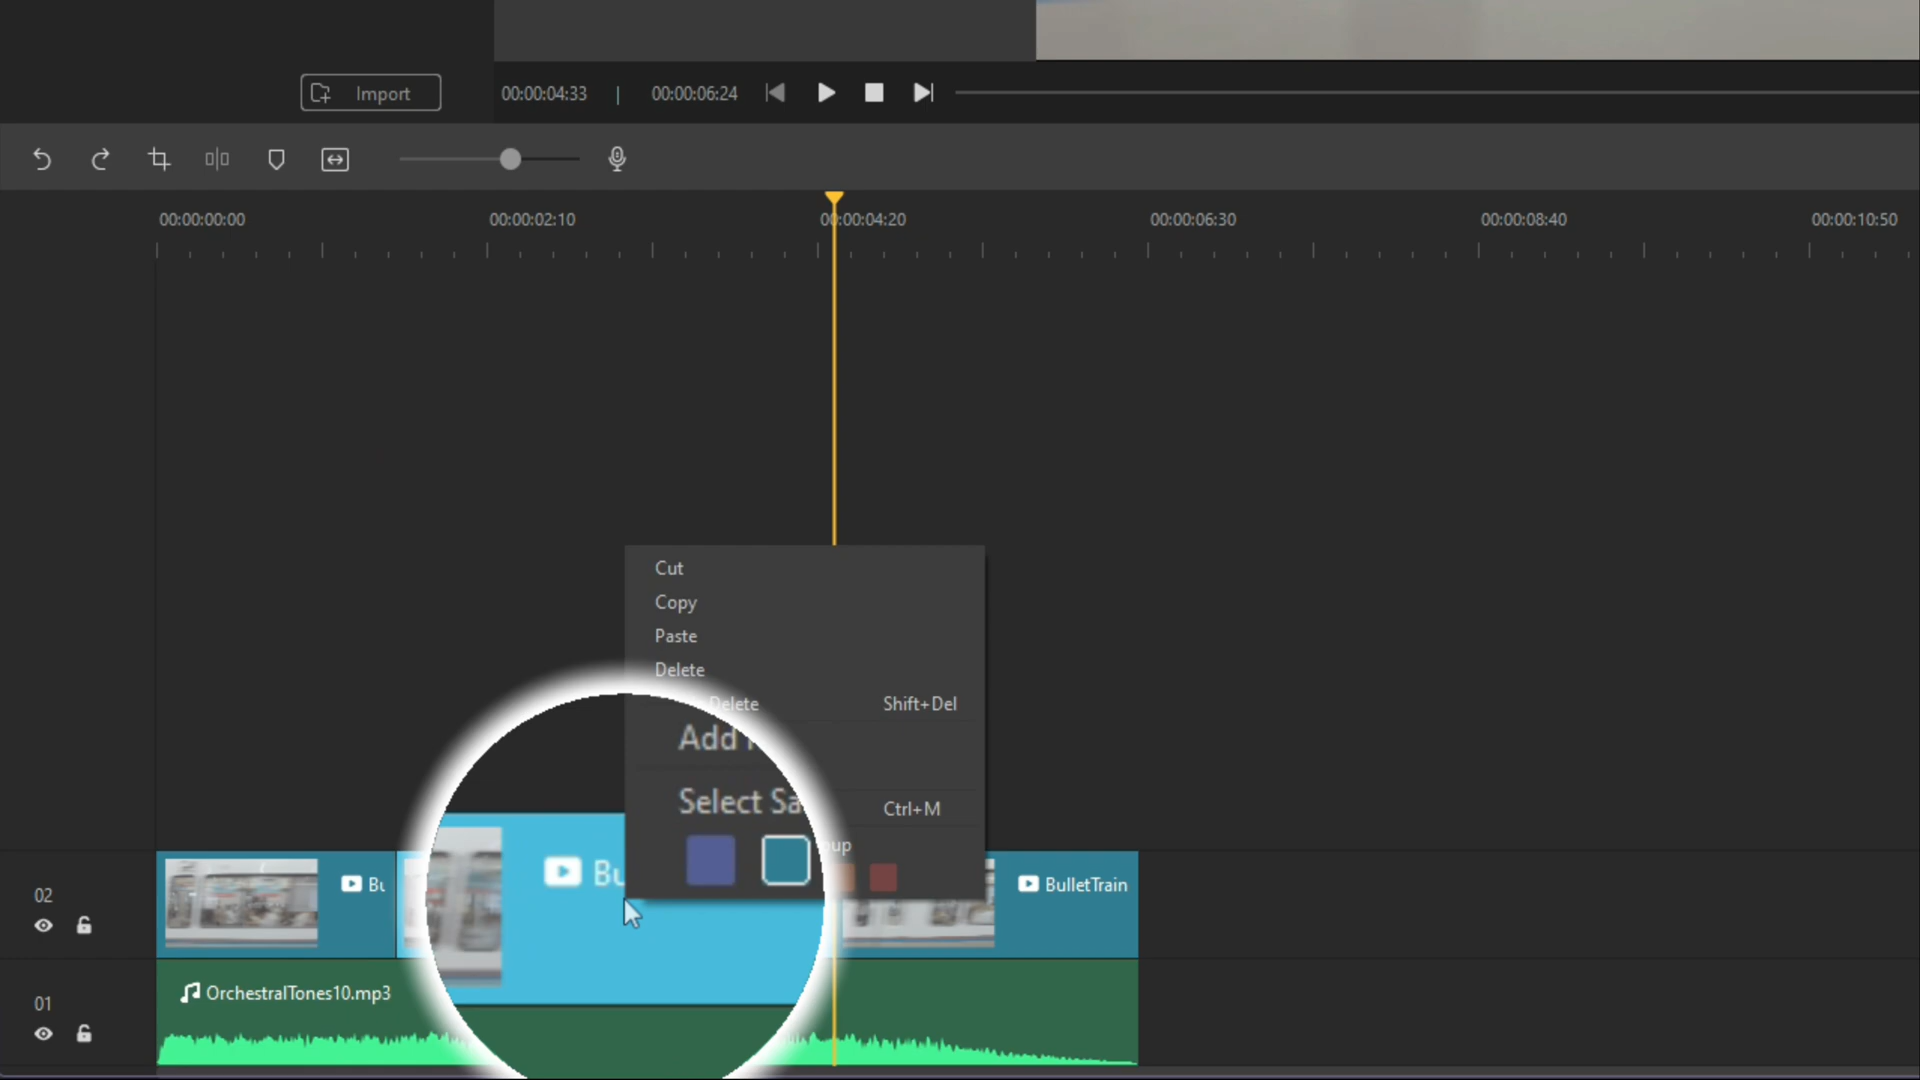 Import
00:00:04:33 | 00:00:06:24
00:00:00:00 00:00:02:10 00:00:04:20 00:00:06:30 00:00:08:40 00:00:10:50
Cut
Copy
Paste
Delete
Delete Shift+Del
Add
Select Sa Ctrl+M
oup
02
Bu
Bu
BulletTrain
01
OrchestralTones10.mp3